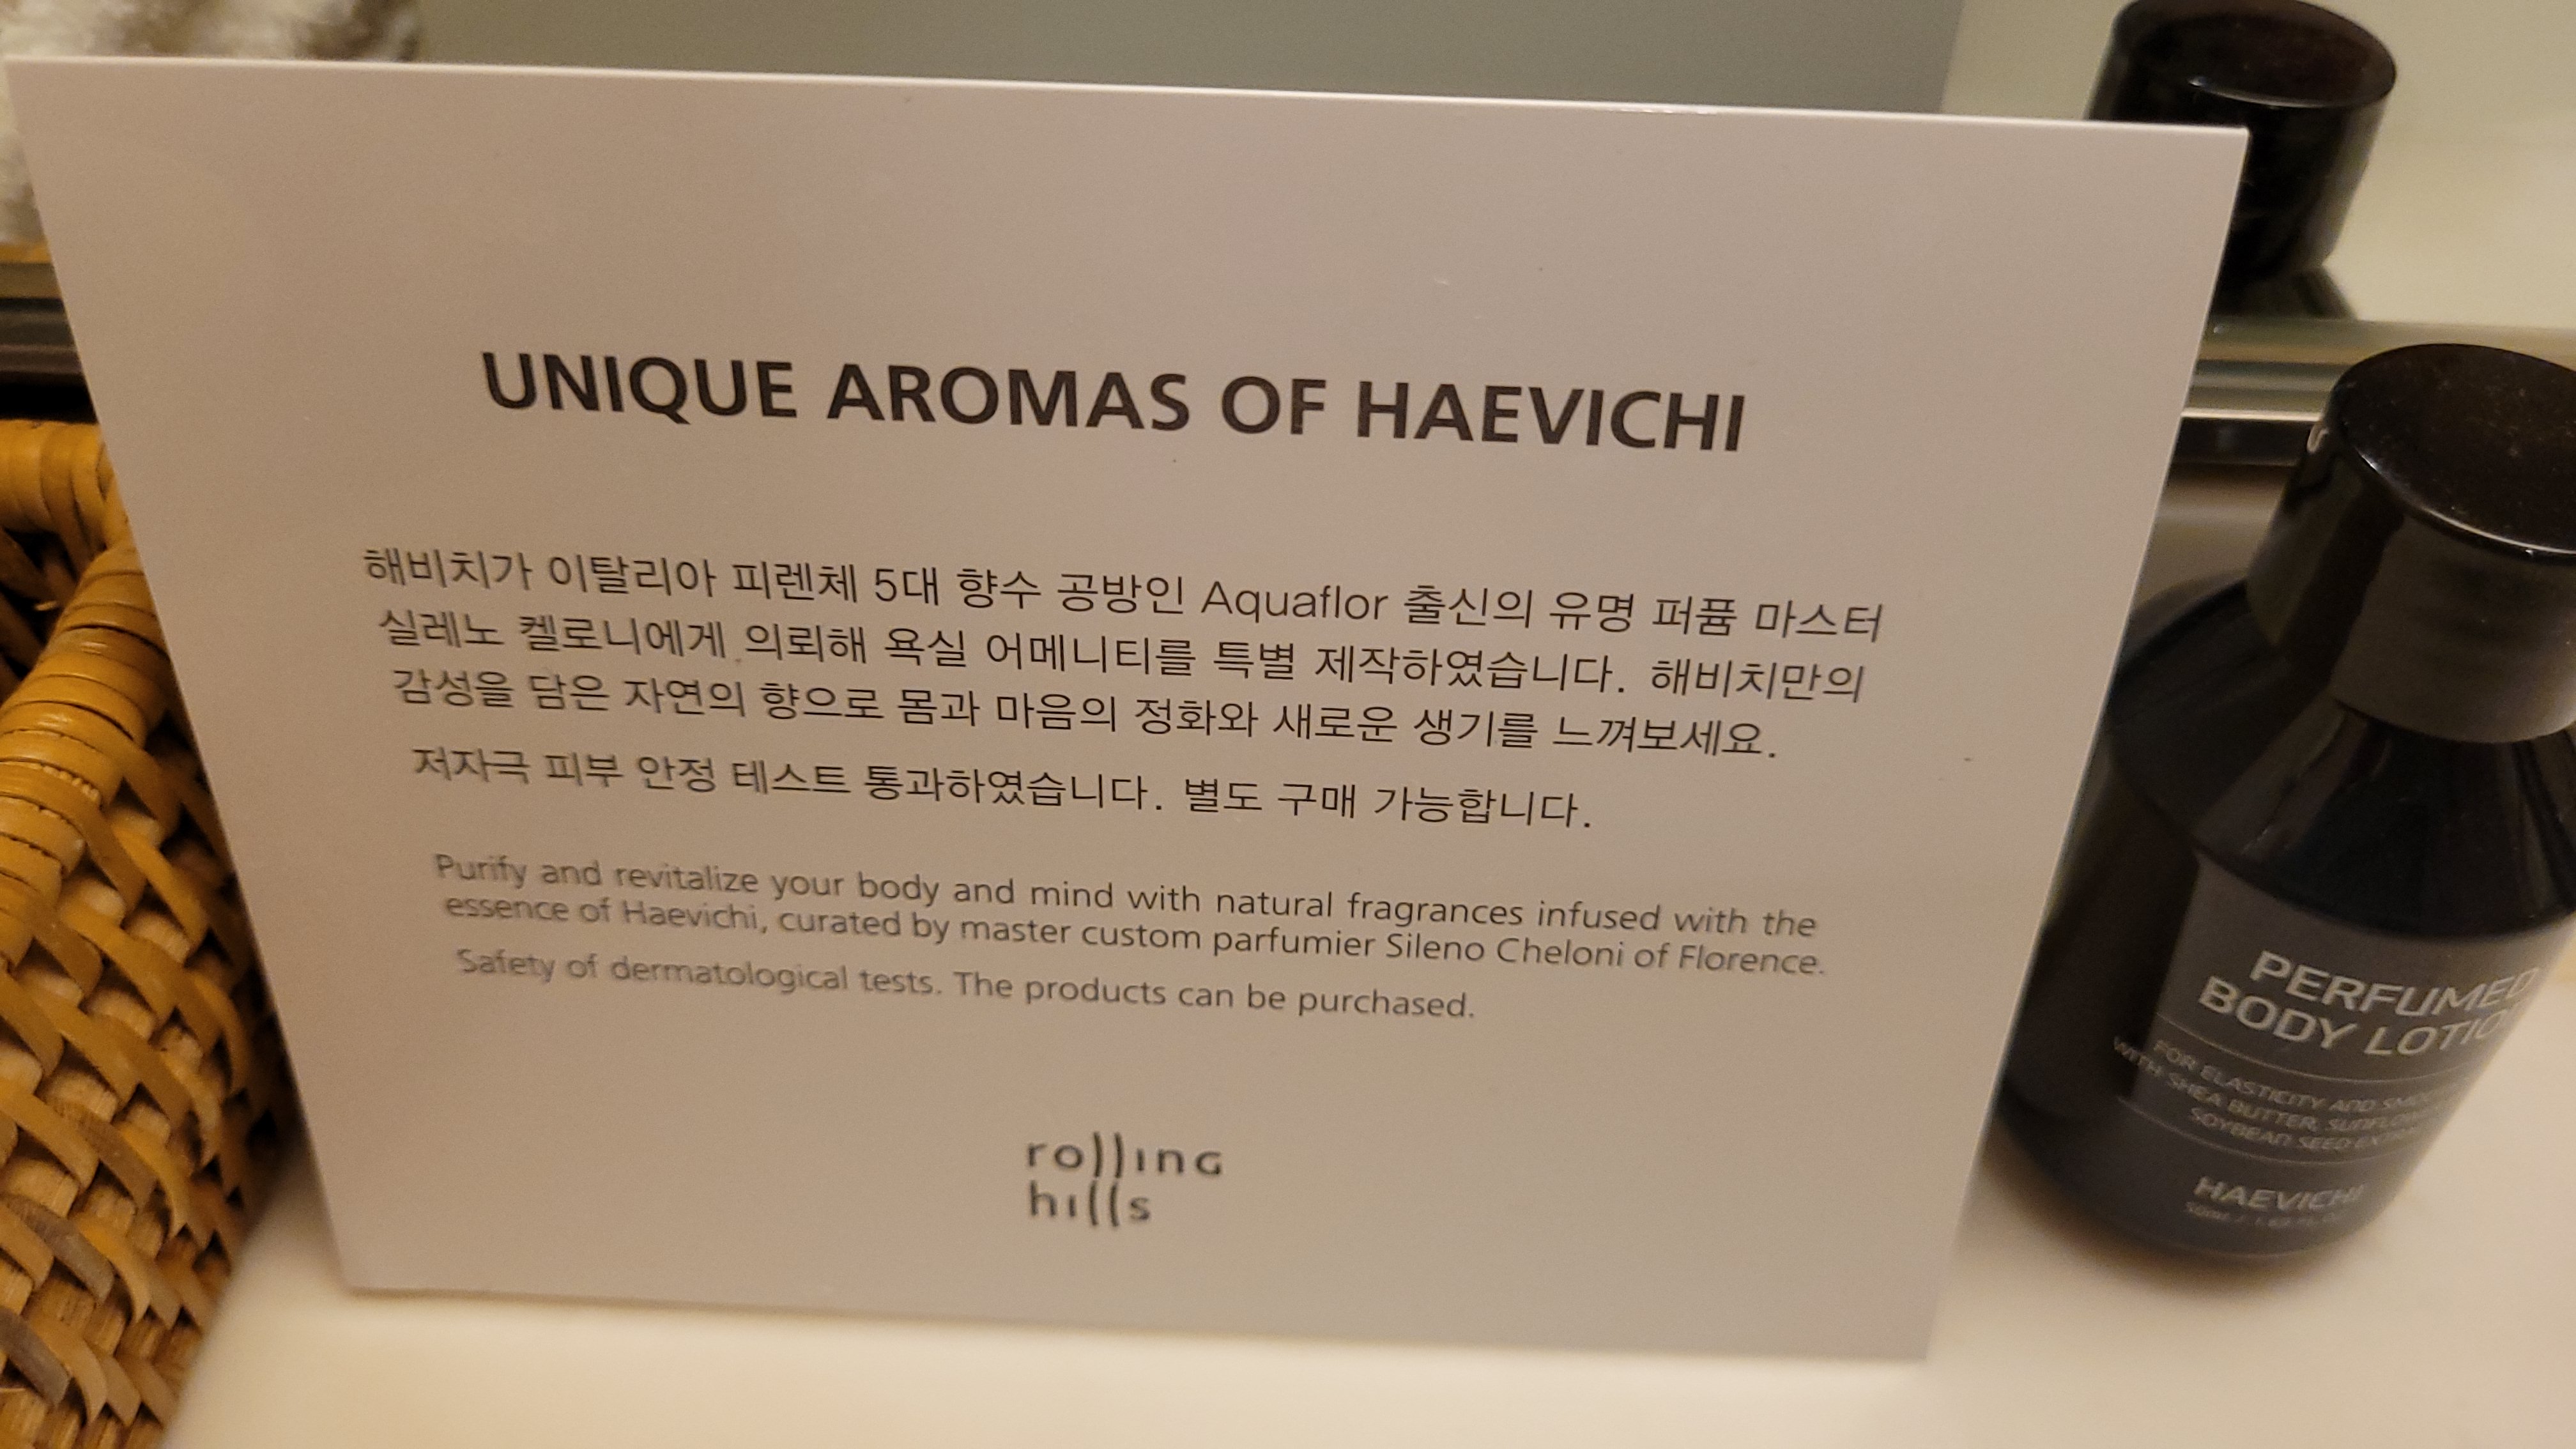 UNIQUE AROMAS OF HAEVICHI
해비치가 이탈리아 피렌체 5대 향수 공방인 Aquaflor 출신의 유명 퍼퓸 마스터
실레노 켈로니에게 의뢰해 욕실 어메니티를 특별 제작하였습니다. 해비치만의
감성을 담은 자연의 향으로 몸과 마음의 정화와 새로운 생기를 느껴보세요.
저자극 피부 안정 테스트 통과하였습니다. 별도 구매 가능합니다.
Purify and revitalize your body and mind with natural fragrances infused with the
essence of Haevichi, curated by master custom parfumier Sileno Cheloni of Florence.
Safety of dermatological tests. The products can be purchased.
rolling
hills
PERFUMED
BODY
FOR ELASTICITY AND
WITH SHEA BUTTER,
SOYBEAN SEED
HAEVICHI